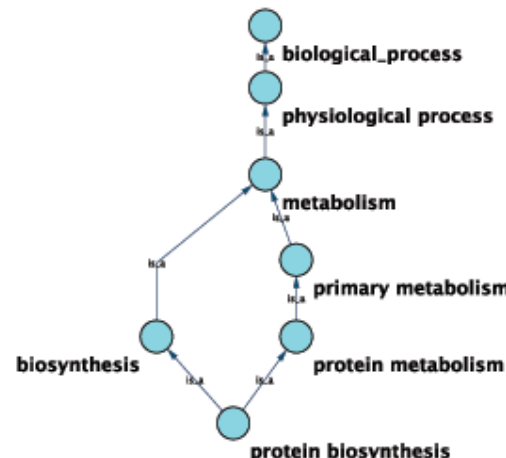 is_a
biological_process
physiological process
is_a
metabolism
is_a
is_a
primary metabolism
is_a
biosynthesis
protein metabolism
is_a
is_a
protein biosynthesis